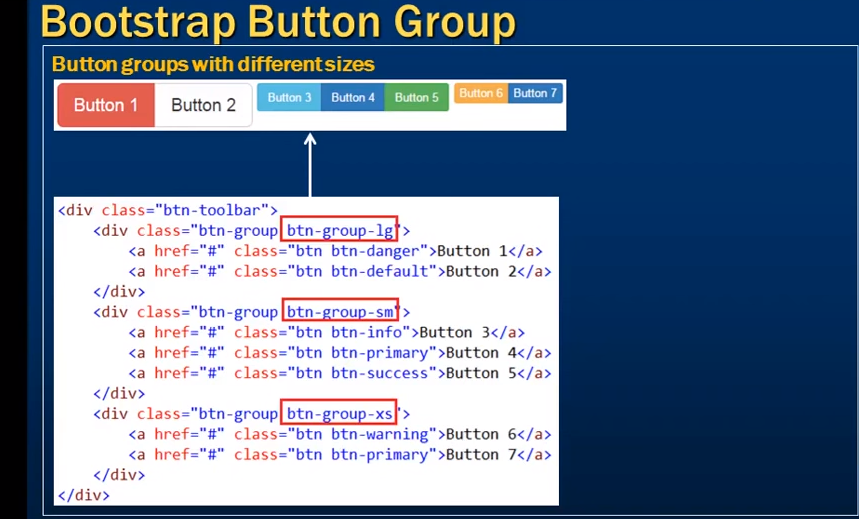 Bootstrap Button Group
Button groups with different sizes
Button 1 Button 2 Button 3 Button 4 Button 5 Button 6 Button 7
<div class="btn-toolbar">
    <div class="btn-group btn-group-lg">
        <a href="#" class="btn btn-danger">Button 1</a>
        <a href="#" class="btn btn-default">Button 2</a>
    </div>
    <div class="btn-group btn-group-sm">
        <a href="#" class="btn btn-info">Button 3</a>
        <a href="#" class="btn btn-primary">Button 4</a>
        <a href="#" class="btn btn-success">Button 5</a>
    </div>
    <div class="btn-group btn-group-xs">
        <a href="#" class="btn btn-warning">Button 6</a>
        <a href="#" class="btn btn-primary">Button 7</a>
    </div>
</div>